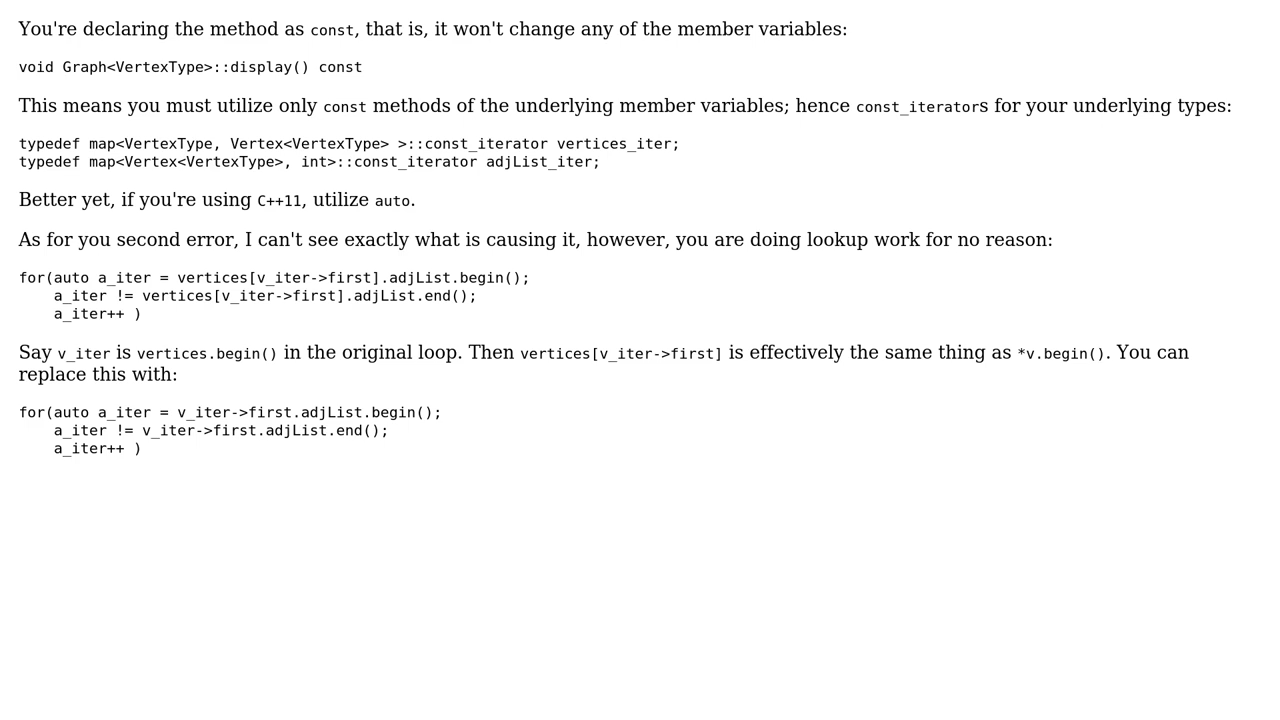 You're declaring the method as const, that is, it won't change any of the member variables:
void Graph<VertexType>::display() const
This means you must utilize only const methods of the underlying member variables; hence const_iterators for your underlying types:
typedef map<VertexType, Vertex<VertexType> >::const_iterator vertices_iter;
typedef map<Vertex<VertexType>, int>::const_iterator adjList_iter;
Better yet, if you're using C++11, utilize auto.
As for you second error, I can't see exactly what is causing it, however, you are doing lookup work for no reason:
for(auto a_iter = vertices[v_iter->first].adjList.begin();
    a_iter != vertices[v_iter->first].adjList.end();
    a_iter++ )
Say v_iter is vertices.begin() in the original loop. Then vertices[v_iter->first] is effectively the same thing as *v.begin(). You can
replace this with:
for(auto a_iter = v_iter->first.adjList.begin();
    a_iter != v_iter->first.adjList.end();
    a_iter++ )